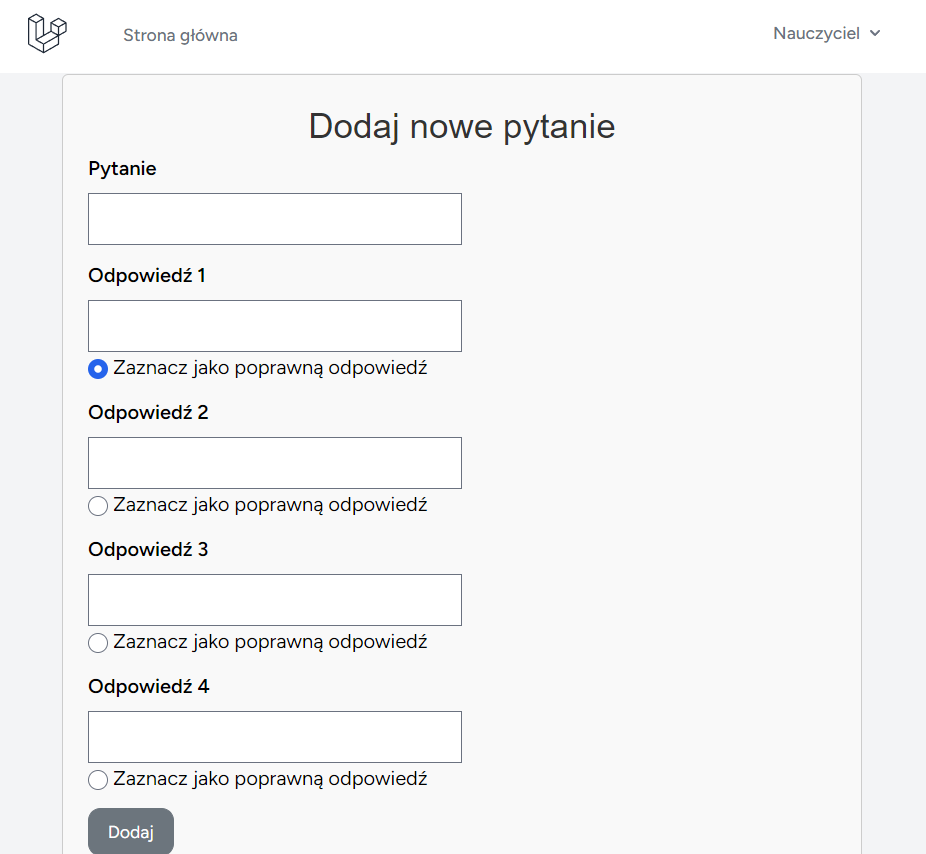 Strona główna
Nauczyciel
Dodaj nowe pytanie
Pytanie
Odpowiedź 1
Zaznacz jako poprawną odpowiedź
Odpowiedź 2
Zaznacz jako poprawną odpowiedź
Odpowiedź 3
Zaznacz jako poprawną odpowiedź
Odpowiedź 4
Zaznacz jako poprawną odpowiedź
Dodaj